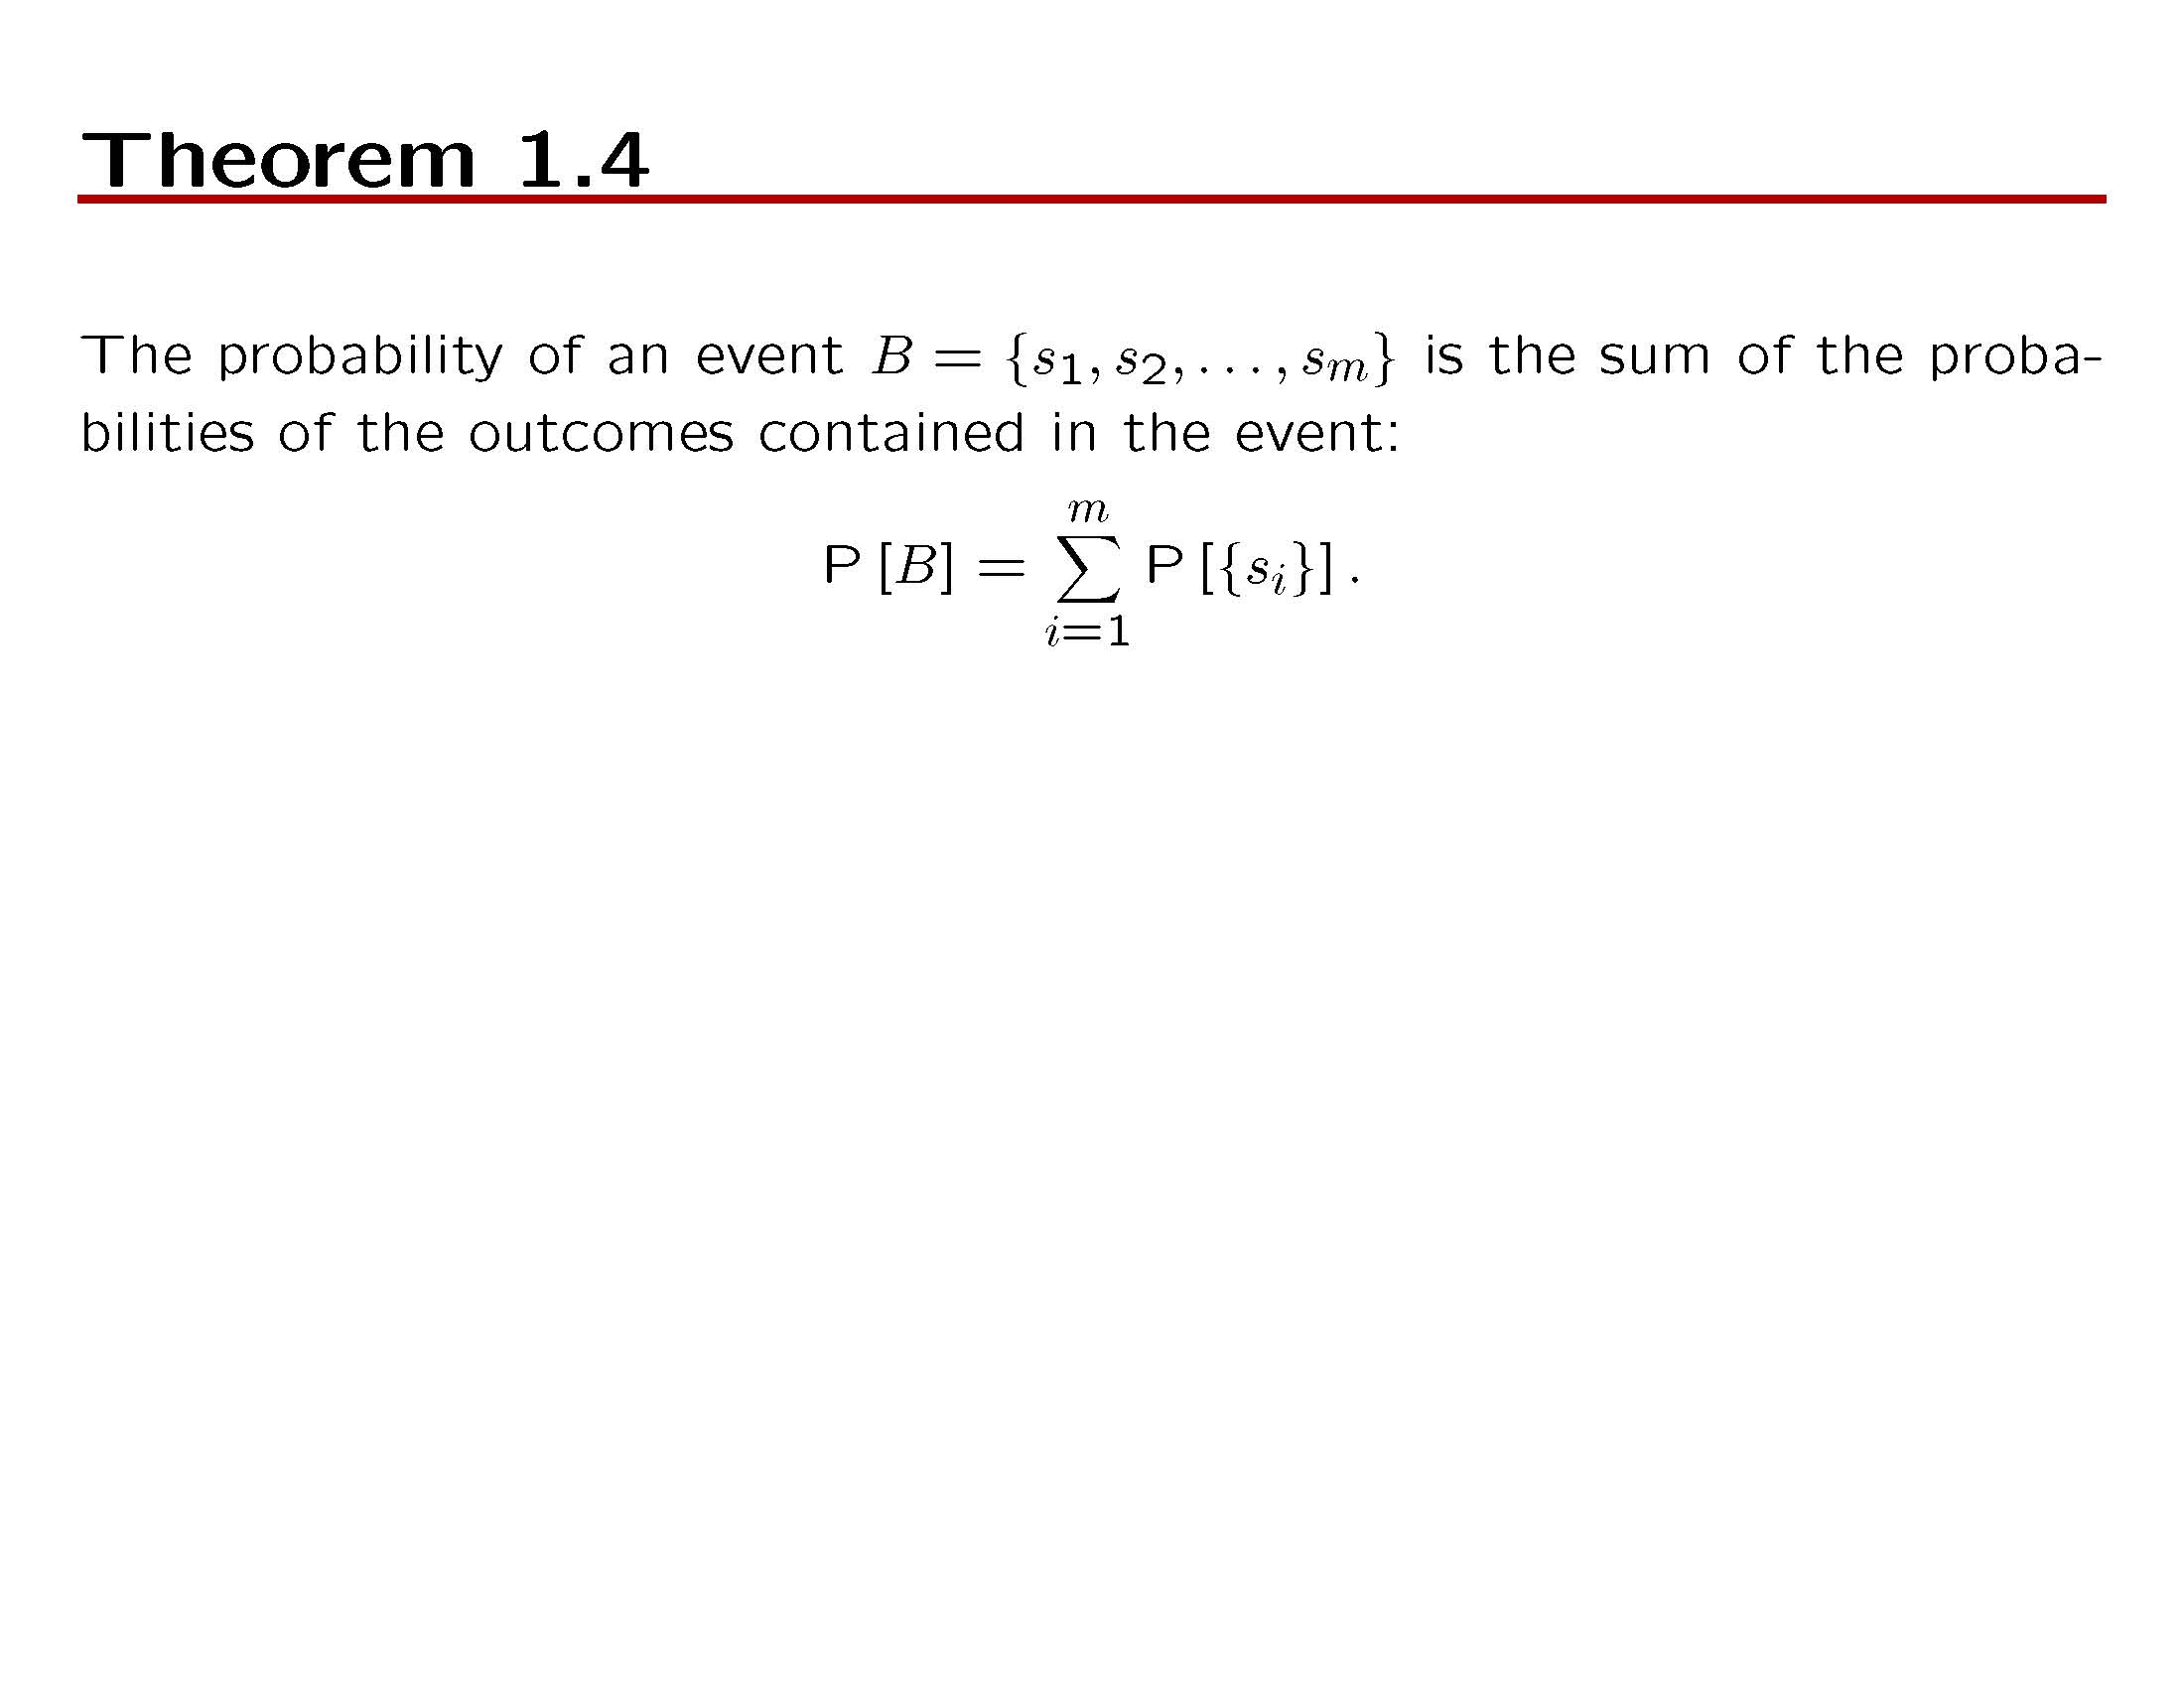 Theorem 1.4
The probability of an event B = {s₁, s₂, . . . , sₘ} is the sum of the proba-
bilities of the outcomes contained in the event:
P [B] = ∑ᵢ₌₁ᵐ P [{sᵢ}] .